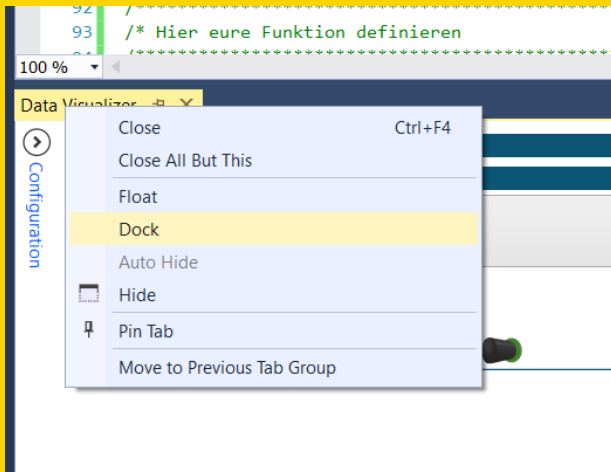 92 /************************************************
93 /* Hier eure Funktion definieren
94 /************************************************
100 %
Data Visualizer
Configuration
Close Ctrl+F4
Close All But This
Float
Dock
Auto Hide
Hide
Pin Tab
Move to Previous Tab Group